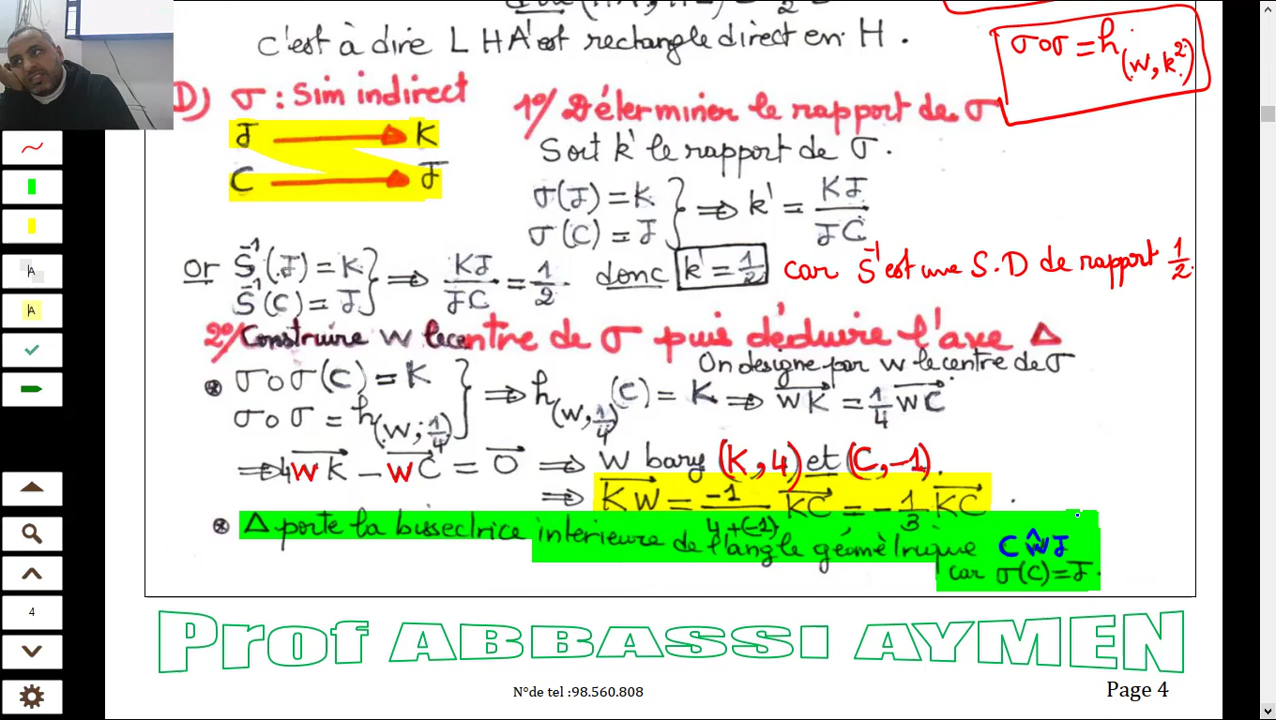 c'est à dire L HA' est rectangle direct en H.
σoσ = h(w, k²)
D) σ : Sim indirect
J → K
C → J
1°/ Déterminer le rapport de σ
Soit k' le rapport de σ.
σ(J) = K
σ(C) = J } ⇒ k' = KJ/JC
or S⁻¹(J) = K
S⁻¹(C) = J } ⇒ KJ/JC = 1/2 donc k' = 1/2 car S⁻¹ est une S.D de rapport 1/2
2°/ Construire w le centre de σ puis déduire l'axe Δ
On designe par w le centre de σ
σoσ(C) = K
σoσ = h(w; 1/4) } ⇒ h(w, 1/4)(C) = K ⇒ wK = 1/4 wC
⇒ 4wK - wC = 0 ⇒ w bary (K, 4) et (C, -1).
⇒ Kw = -1/(4+(-1)) KC = -1/3 KC.
Δ porte la bissectrice intérieure de l'angle géométrique CŵJ
car σ(C) = J.
Prof ABBASSI AYMEN
N°de tel :98.560.808
Page 4
A
A
4